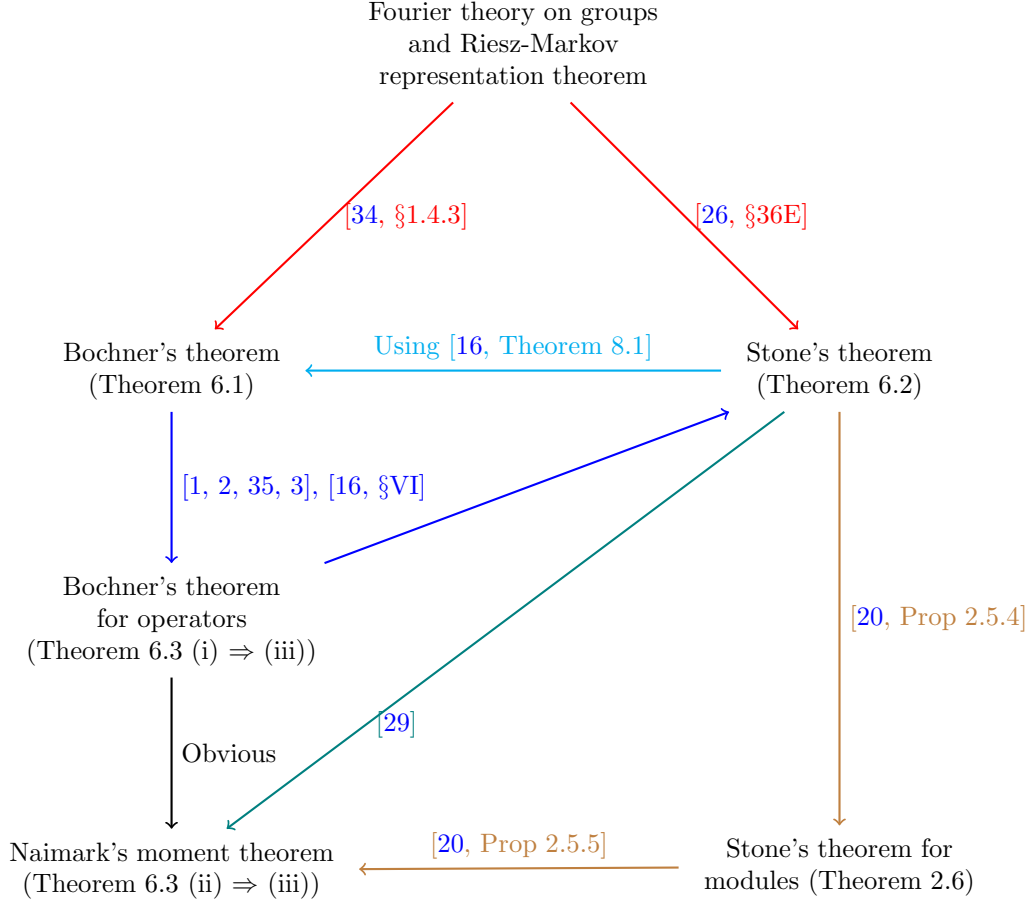 Fourier theory on groups
and Riesz-Markov
representation theorem
[34, §1.4.3]
[26, §36E]
Using [16, Theorem 8.1]
Bochner's theorem
(Theorem 6.1)
Stone's theorem
(Theorem 6.2)
[1, 2, 35, 3], [16, §VI]
Bochner's theorem
for operators
(Theorem 6.3 (i) ⇒ (iii))
[20, Prop 2.5.4]
[29]
Obvious
[20, Prop 2.5.5]
Naimark's moment theorem
(Theorem 6.3 (ii) ⇒ (iii))
Stone's theorem for
modules (Theorem 2.6)